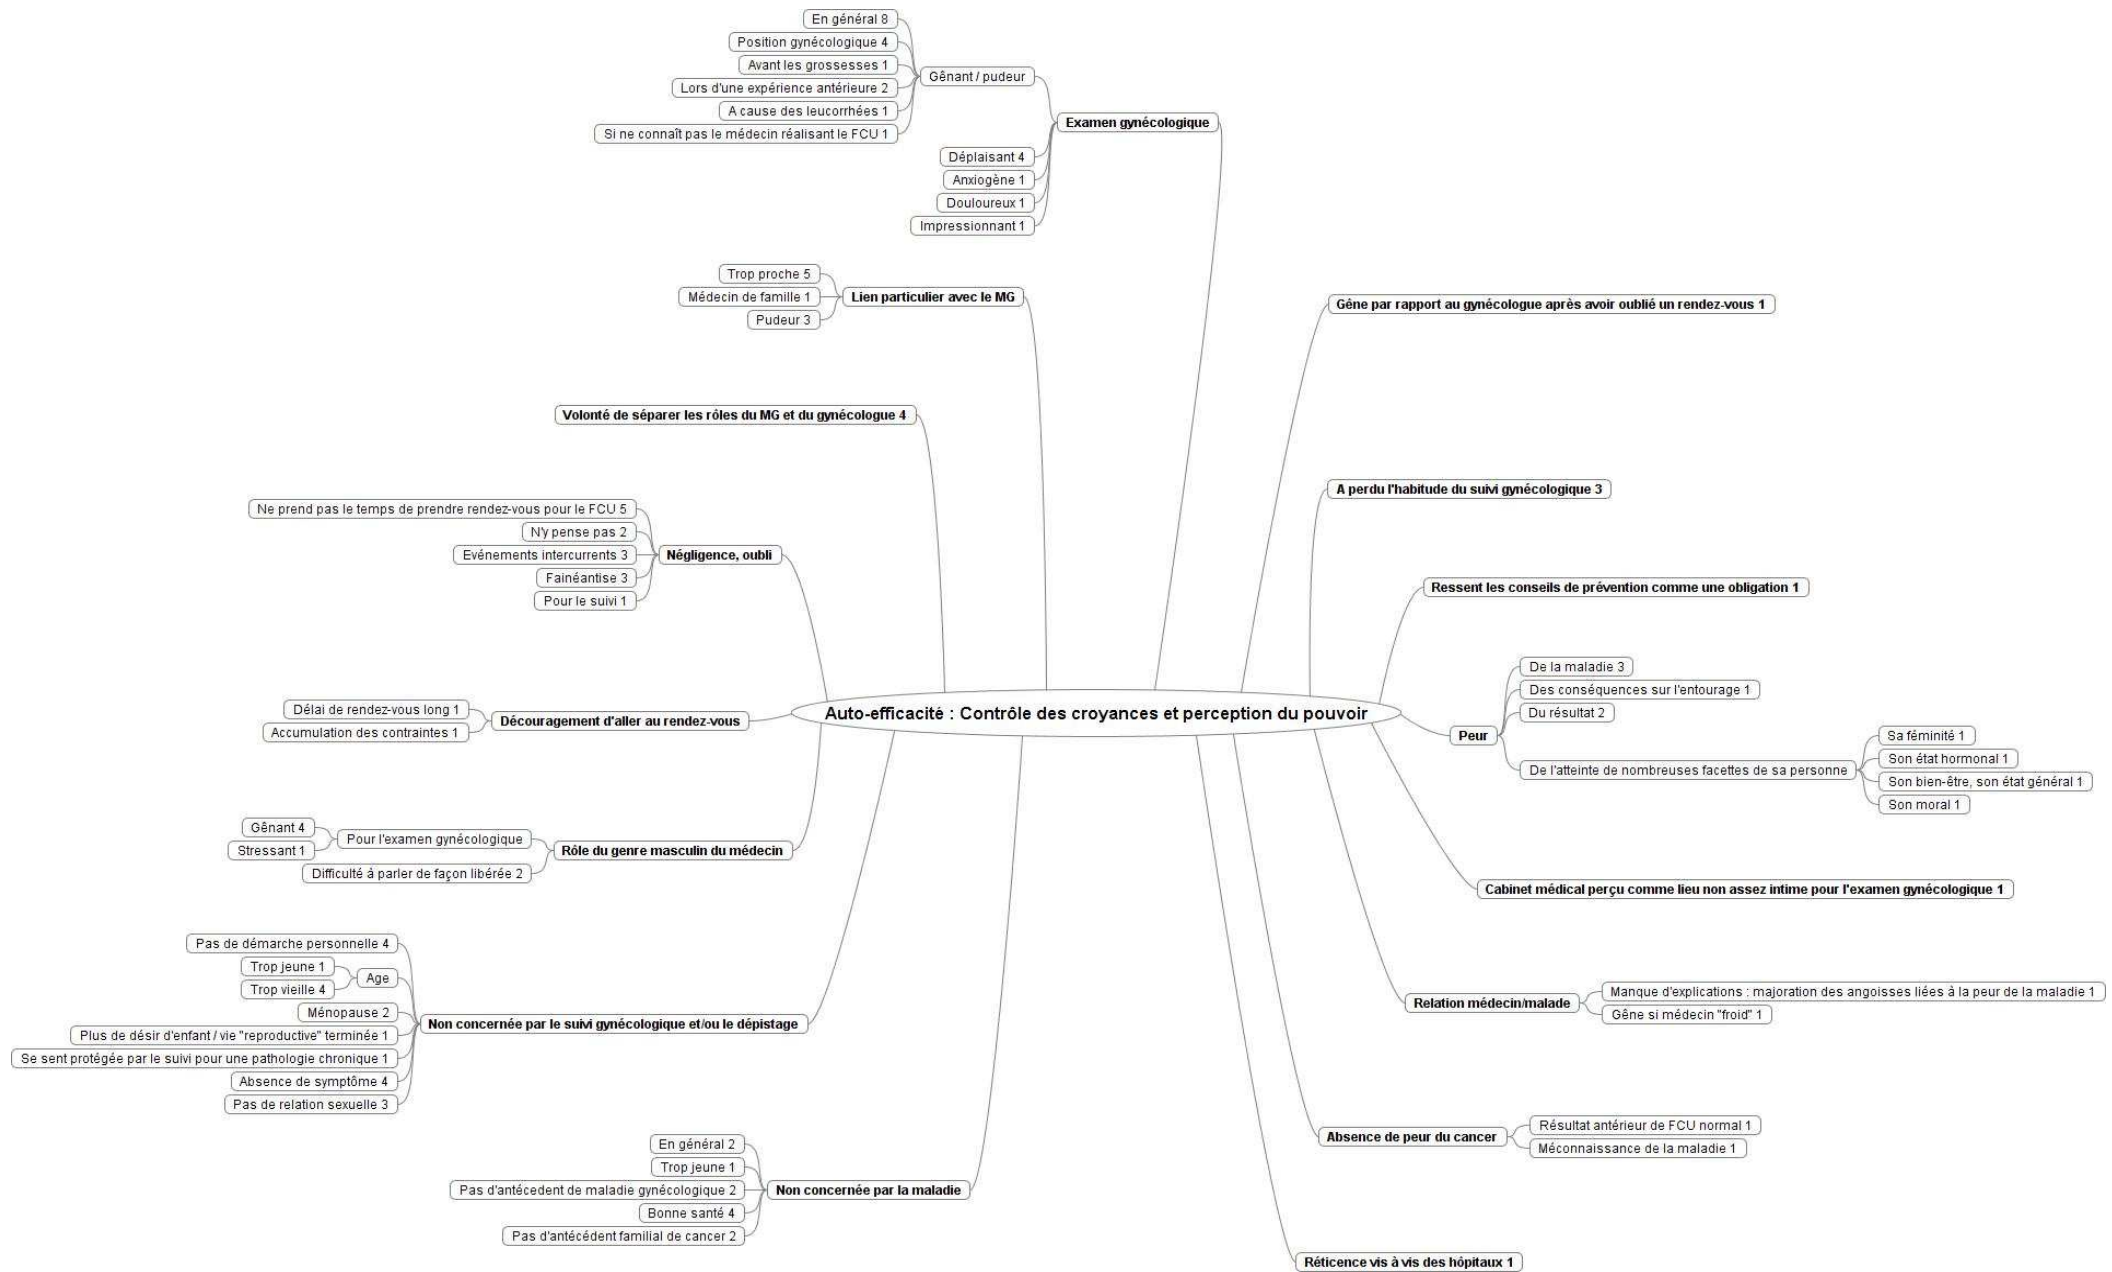 Auto-efficacité : Contrôle des croyances et perception du pouvoir
Examen gynécologique
Gênant / pudeur
En général 8
Position gynécologique 4
Avant les grossesses 1
Lors d'une expérience antérieure 2
A cause des leucorrhées 1
Si ne connaît pas le médecin réalisant le FCU 1
Déplaisant 4
Anxiogène 1
Douloureux 1
Impressionnant 1
Lien particulier avec le MG
Trop proche 5
Médecin de famille 1
Pudeur 3
Volonté de séparer les rôles du MG et du gynécologue 4
Négligence, oubli
Ne prend pas le temps de prendre rendez-vous pour le FCU 5
N'y pense pas 2
Evénements intercurrents 3
Fainéantise 3
Pour le suivi 1
Découragement d'aller au rendez-vous
Délai de rendez-vous long 1
Accumulation des contraintes 1
Rôle du genre masculin du médecin
Pour l'examen gynécologique
Gênant 4
Stressant 1
Difficulté à parler de façon libérée 2
Non concernée par le suivi gynécologique et/ou le dépistage
Pas de démarche personnelle 4
Age
Trop jeune 1
Trop vieille 4
Ménopause 2
Plus de désir d'enfant / vie "reproductive" terminée 1
Se sent protégée par le suivi pour une pathologie chronique 1
Absence de symptôme 4
Pas de relation sexuelle 3
Non concernée par la maladie
En général 2
Trop jeune 1
Pas d'antécedent de maladie gynécologique 2
Bonne santé 4
Pas d'antécédent familial de cancer 2
Gêne par rapport au gynécologue après avoir oublié un rendez-vous 1
A perdu l'habitude du suivi gynécologique 3
Ressent les conseils de prévention comme une obligation 1
Peur
De la maladie 3
Des conséquences sur l'entourage 1
Du résultat 2
De l'atteinte de nombreuses facettes de sa personne
Sa féminité 1
Son état hormonal 1
Son bien-être, son état général 1
Son moral 1
Cabinet médical perçu comme lieu non assez intime pour l'examen gynécologique 1
Relation médecin/malade
Manque d'explications : majoration des angoisses liées à la peur de la maladie 1
Gêne si médecin "froid" 1
Absence de peur du cancer
Résultat antérieur de FCU normal 1
Méconnaissance de la maladie 1
Réticence vis à vis des hôpitaux 1